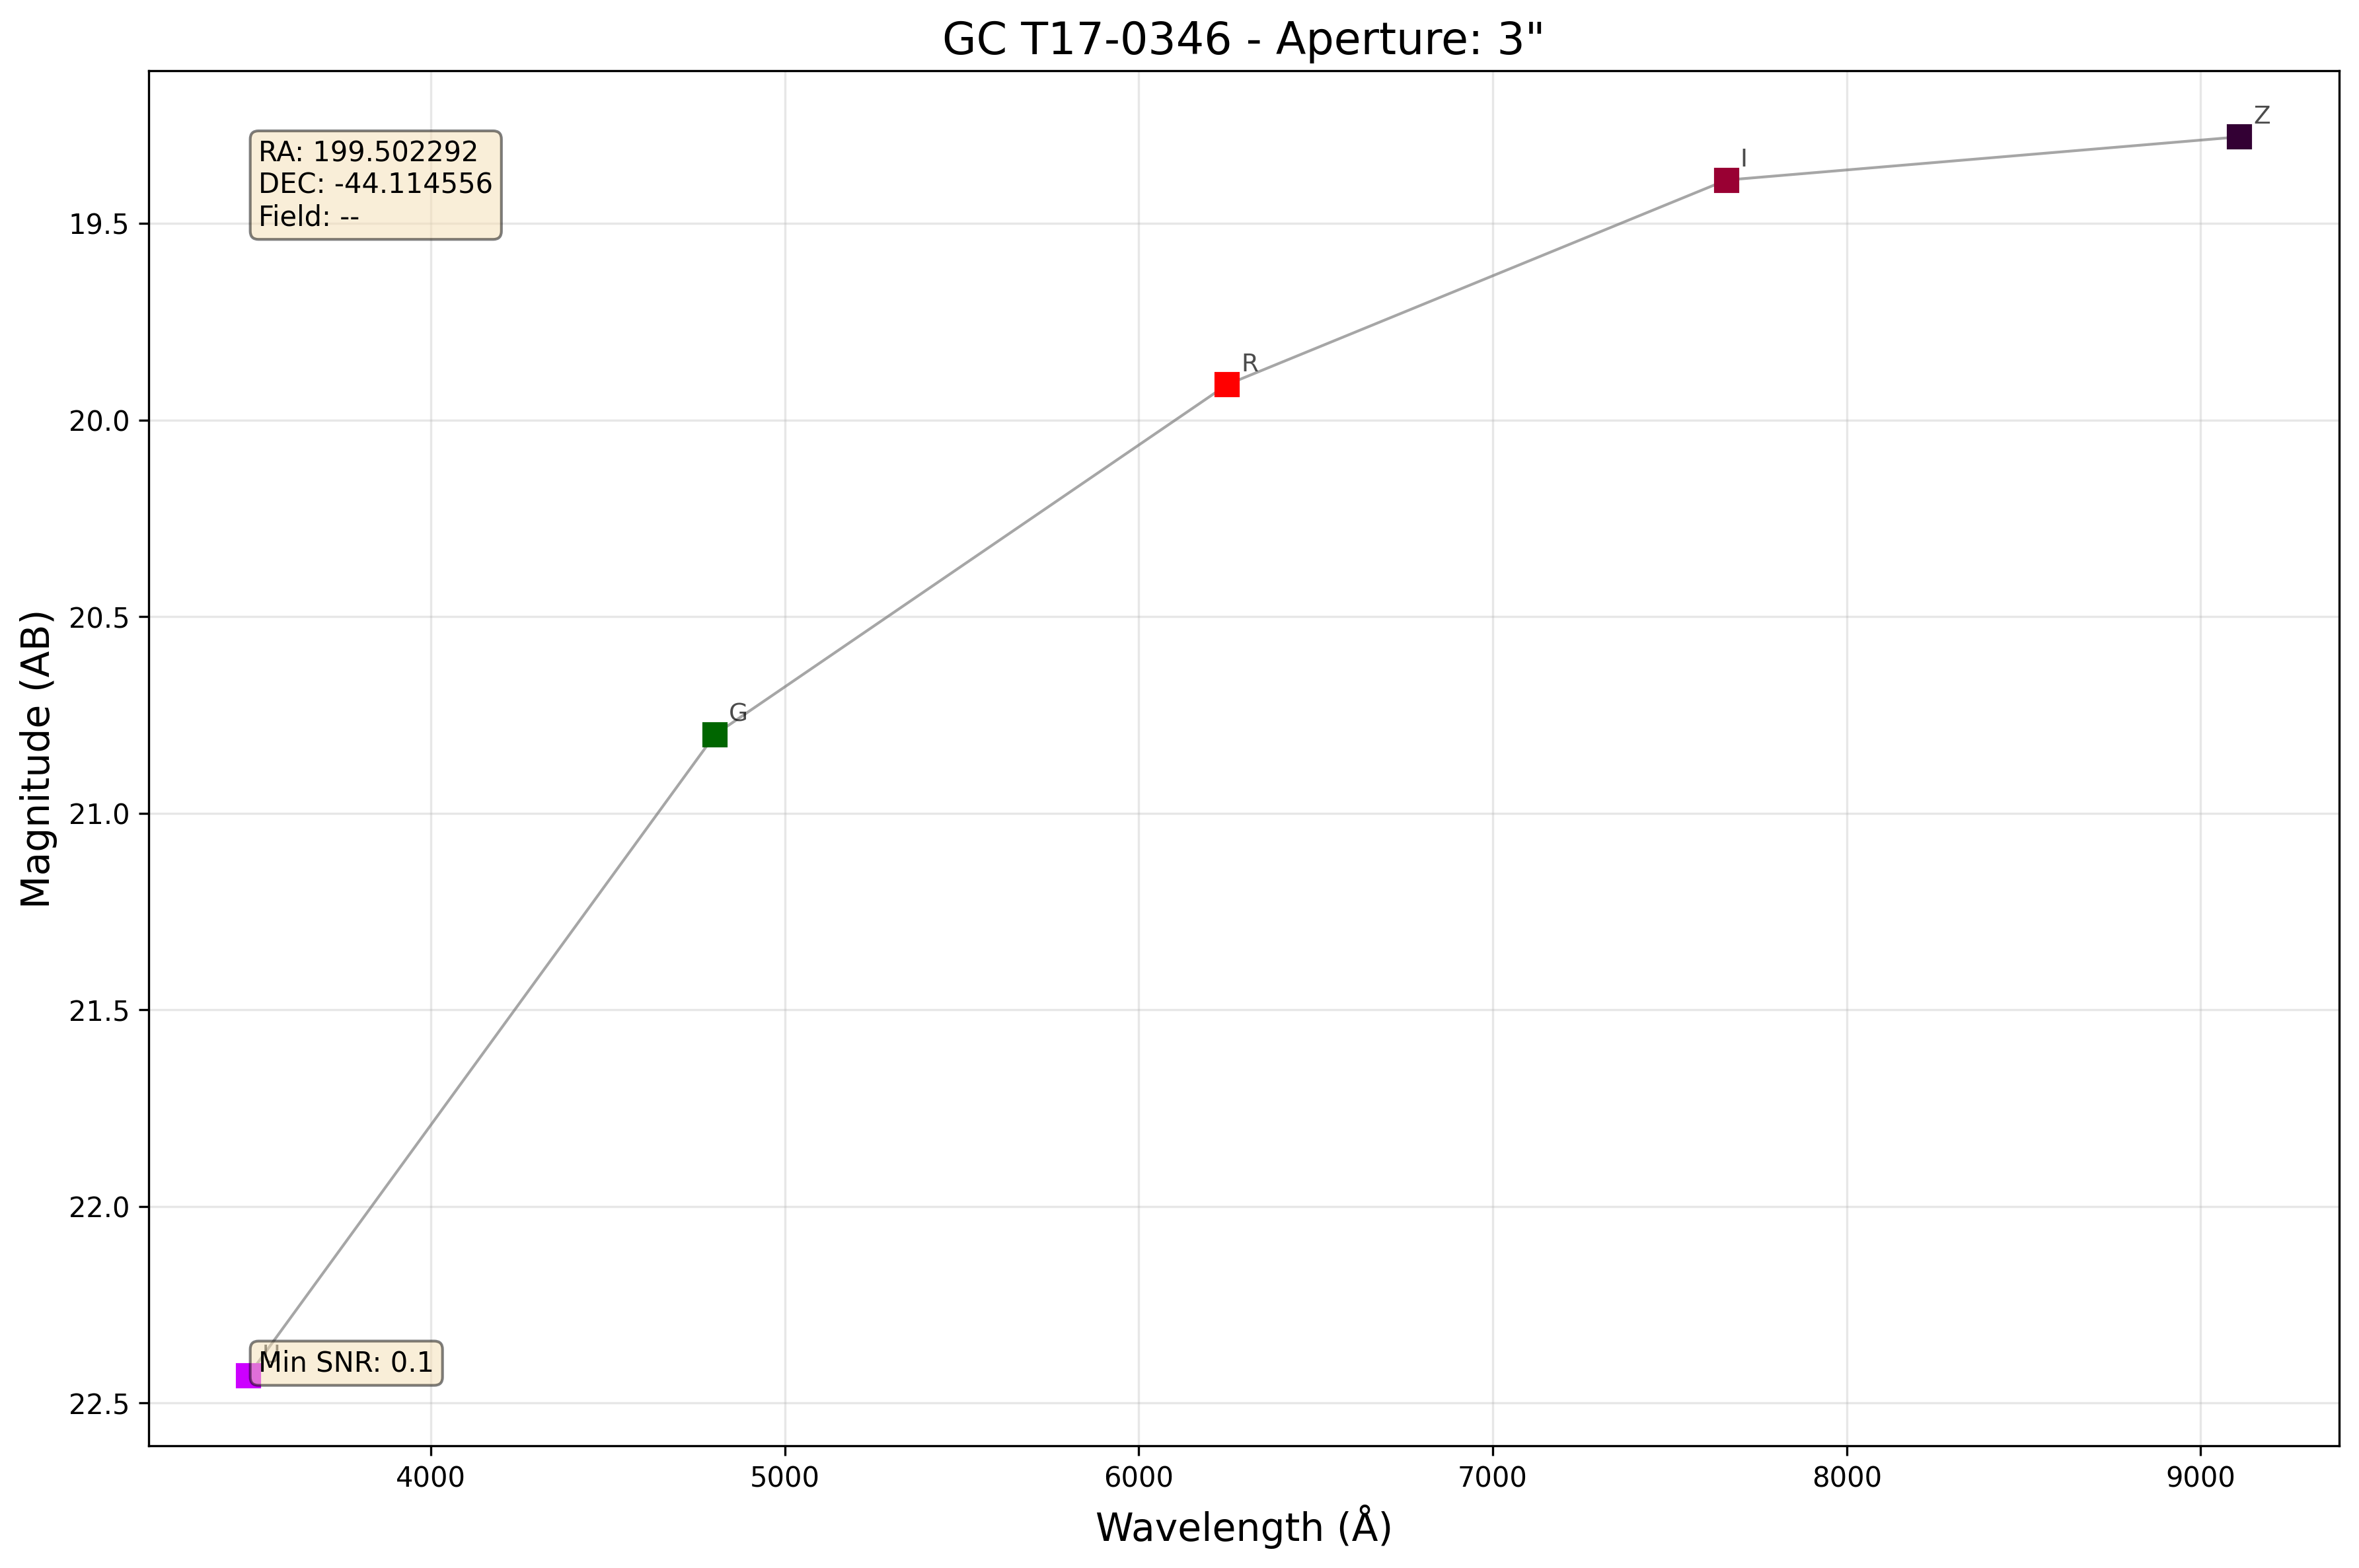 GC T17-0346 - Aperture: 3"
RA: 199.502292
DEC: -44.114556
Field: --
Z
I
R
G
U
Min SNR: 0.1
19.5
20.0
20.5
21.0
21.5
22.0
22.5
Magnitude (AB)
4000
5000
6000
7000
8000
9000
Wavelength (Å)